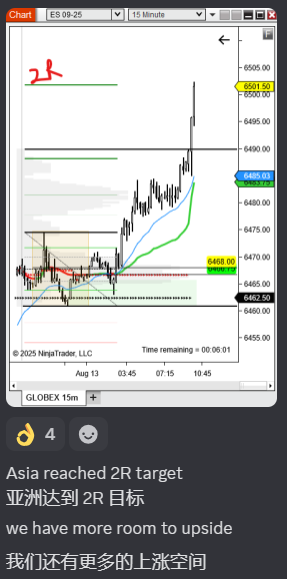 Chart
ES 09-25
15 Minute
F
2R
6505.00
6501.50
6500.00
6495.00
6490.00
6485.03
6483.75
6480.00
6475.00
6470.00
6468.00
6466.75
6465.00
6462.50
6460.00
6455.00
© 2025 NinjaTrader, LLC
Time remaining = 00:06:01
Aug 13
03:45
07:15
10:45
GLOBEX 15m
+
4
Asia reached 2R target
亚洲达到 2R 目标
we have more room to upside
我们还有更多的上涨空间